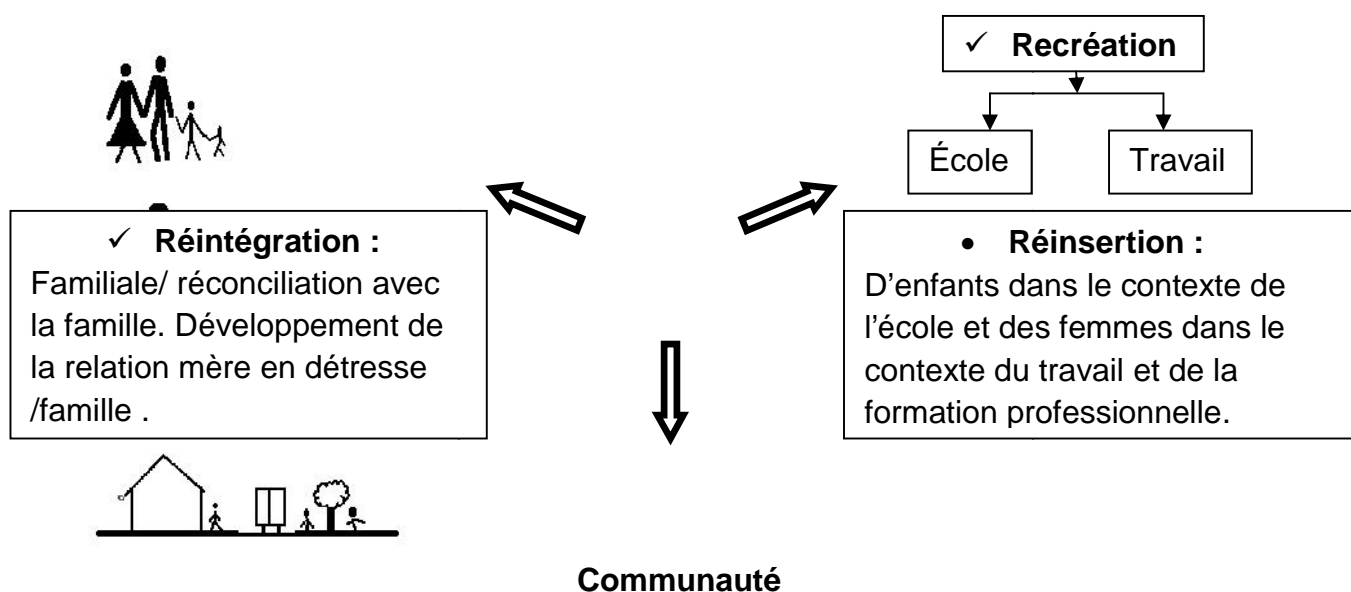 ✓ Recréation
École
Travail
✓ Réintégration :
Familiale/ réconciliation avec
la famille. Développement de
la relation mère en détresse
/famille .
• Réinsertion :
D’enfants dans le contexte de
l’école et des femmes dans le
contexte du travail et de la
formation professionnelle.
Communauté